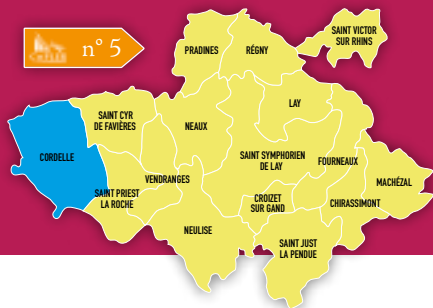 n° 5
SAINT VICTOR
SUR RHINS
PRADINES
RÉGNY
LAY
SAINT CYR
DE FAVIÈRES
NEAUX
CORDELLE
SAINT SYMPHORIEN
DE LAY
FOURNEAUX
VENDRANGES
MACHÉZAL
SAINT PRIEST
LA ROCHE
CROIZET
SUR GAND
CHIRASSIMONT
NEULISE
SAINT JUST
LA PENDUE